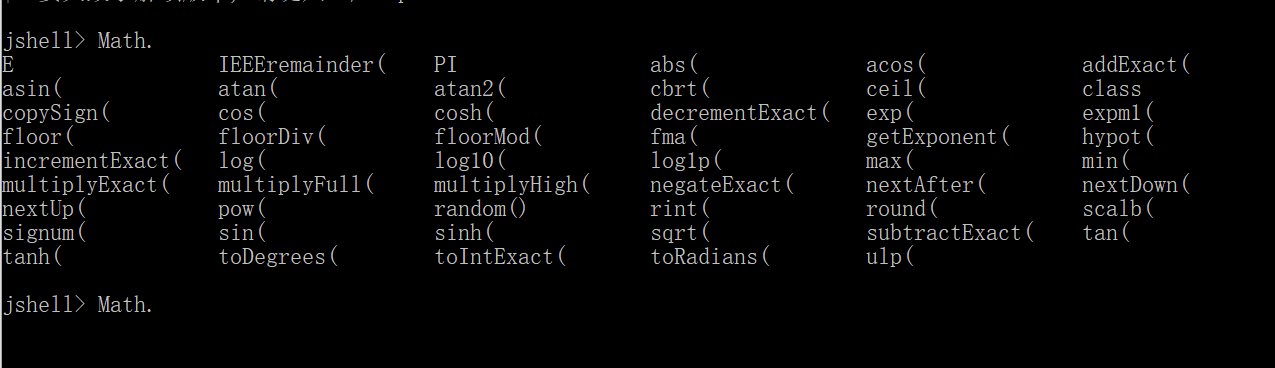 jshell> Math.
E IEEEremainder( PI abs( acos( addExact(
asin( atan( atan2( cbrt( ceil( class
copySign( cos( cosh( decrementExact( exp( expm1(
floor( floorDiv( floorMod( fma( getExponent( hypot(
incrementExact( log( log10( log1p( max( min(
multiplyExact( multiplyFull( multiplyHigh( negateExact( nextAfter( nextDown(
nextUp( pow( random() rint( round( scalb(
signum( sin( sinh( sqrt( subtractExact( tan(
tanh( toDegrees( toIntExact( toRadians( ulp(
jshell> Math.